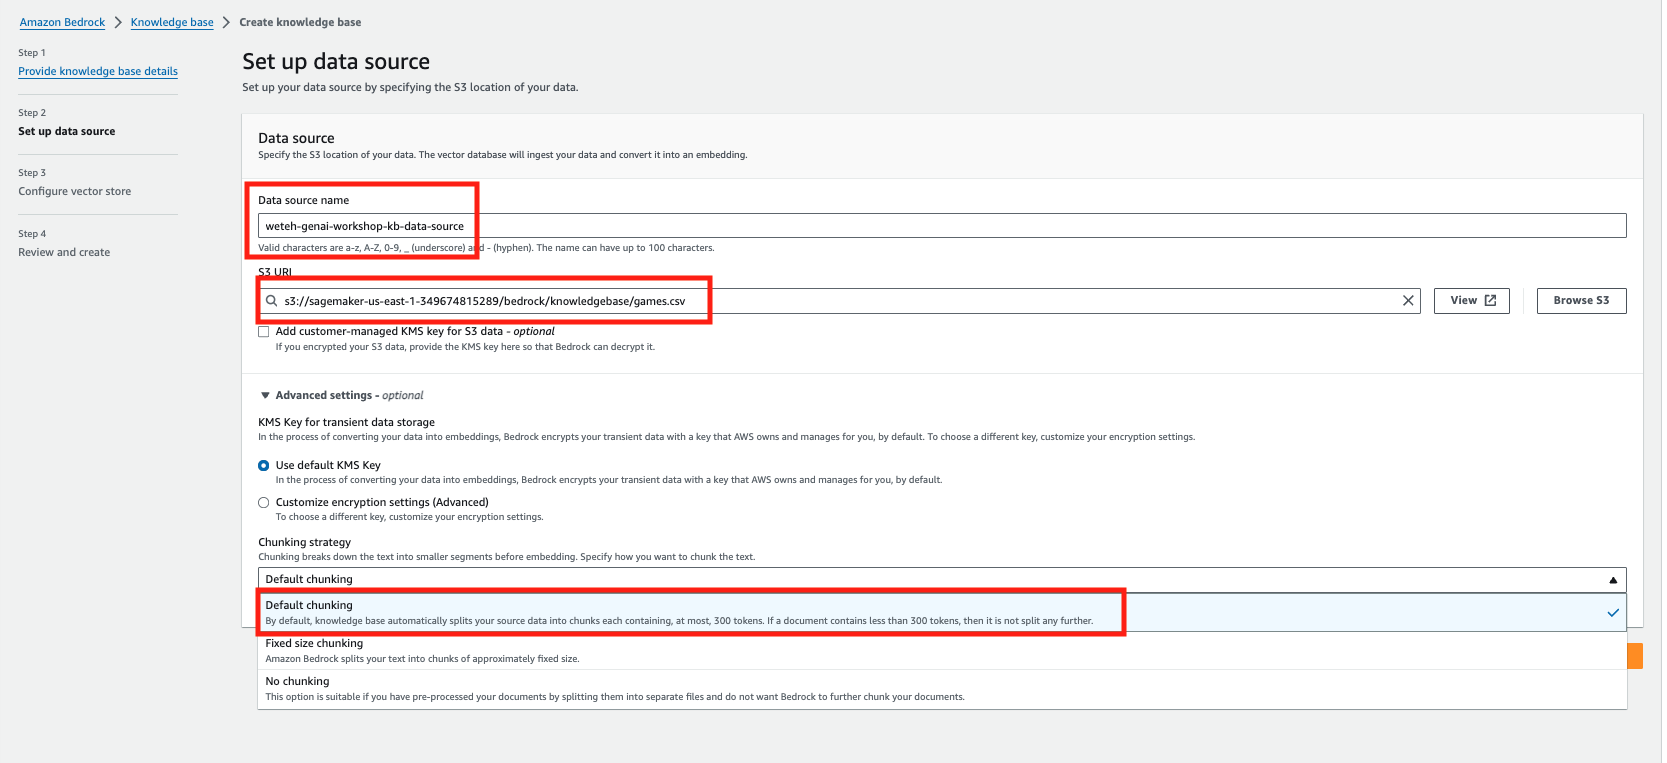 Amazon Bedrock > Knowledge base > Create knowledge base
Step 1
Provide knowledge base details
Step 2
Set up data source
Step 3
Configure vector store
Step 4
Review and create
Set up data source
Set up your data source by specifying the S3 location of your data.
Data source
Specify the S3 location of your data. The vector database will ingest your data and convert it into an embedding.
Data source name
weteh-genai-workshop-kb-data-source
Valid characters are a-z, A-Z, 0-9, _ (underscore) and - (hyphen). The name can have up to 100 characters.
S3 URI
s3://sagemaker-us-east-1-349674815289/bedrock/knowledgebase/games.csv
View
Browse S3
Add customer-managed KMS key for S3 data - optional
If you encrypted your S3 data, provide the KMS key here so that Bedrock can decrypt it.
Advanced settings - optional
KMS Key for transient data storage
In the process of converting your data into embeddings, Bedrock encrypts your transient data with a key that AWS owns and manages for you, by default. To choose a different key, customize your encryption settings.
Use default KMS Key
In the process of converting your data into embeddings, Bedrock encrypts your transient data with a key that AWS owns and manages for you, by default.
Customize encryption settings (Advanced)
To choose a different key, customize your encryption settings.
Chunking strategy
Chunking breaks down the text into smaller segments before embedding. Specify how you want to chunk the text.
Default chunking
Default chunking
By default, knowledge base automatically splits your source data into chunks each containing, at most, 300 tokens. If a document contains less than 300 tokens, then it is not split any further.
Fixed size chunking
Amazon Bedrock splits your text into chunks of approximately fixed size.
No chunking
This option is suitable if you have pre-processed your documents by splitting them into separate files and do not want Bedrock to further chunk your documents.